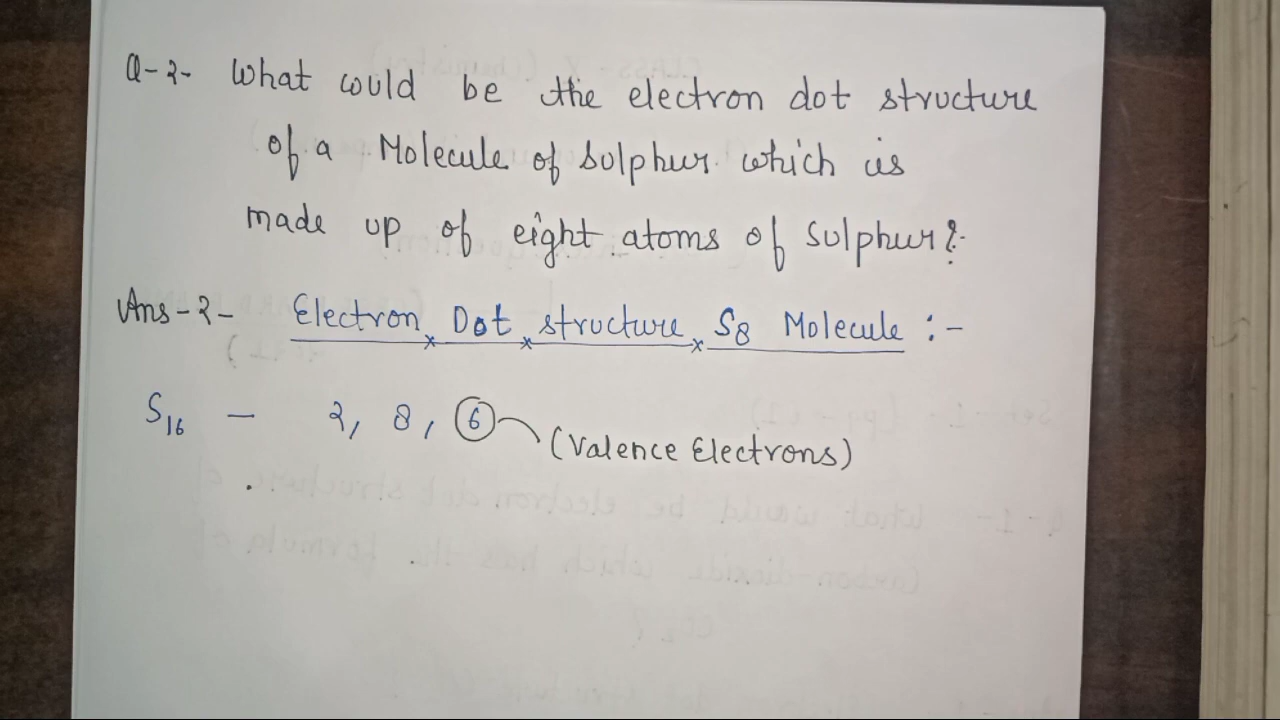 Q-2- What would be the electron dot structure
of a Molecule of Sulphur which is
made up of eight atoms of Sulphur?
Ans-2- Electron Dot structure S8 Molecule :-
S16 - 2, 8, 6 (Valence Electrons)